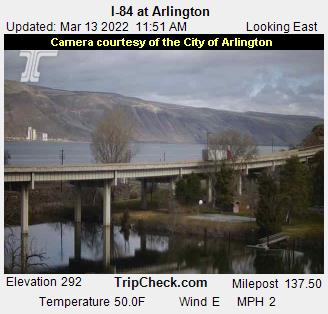 I-84 at Arlington
Updated: Mar 13 2022 11:51 AM Looking East
Camera courtesy of the City of Arlington
Elevation 292 TripCheck.com Milepost 137.50
Temperature 50.0F Wind E MPH 2